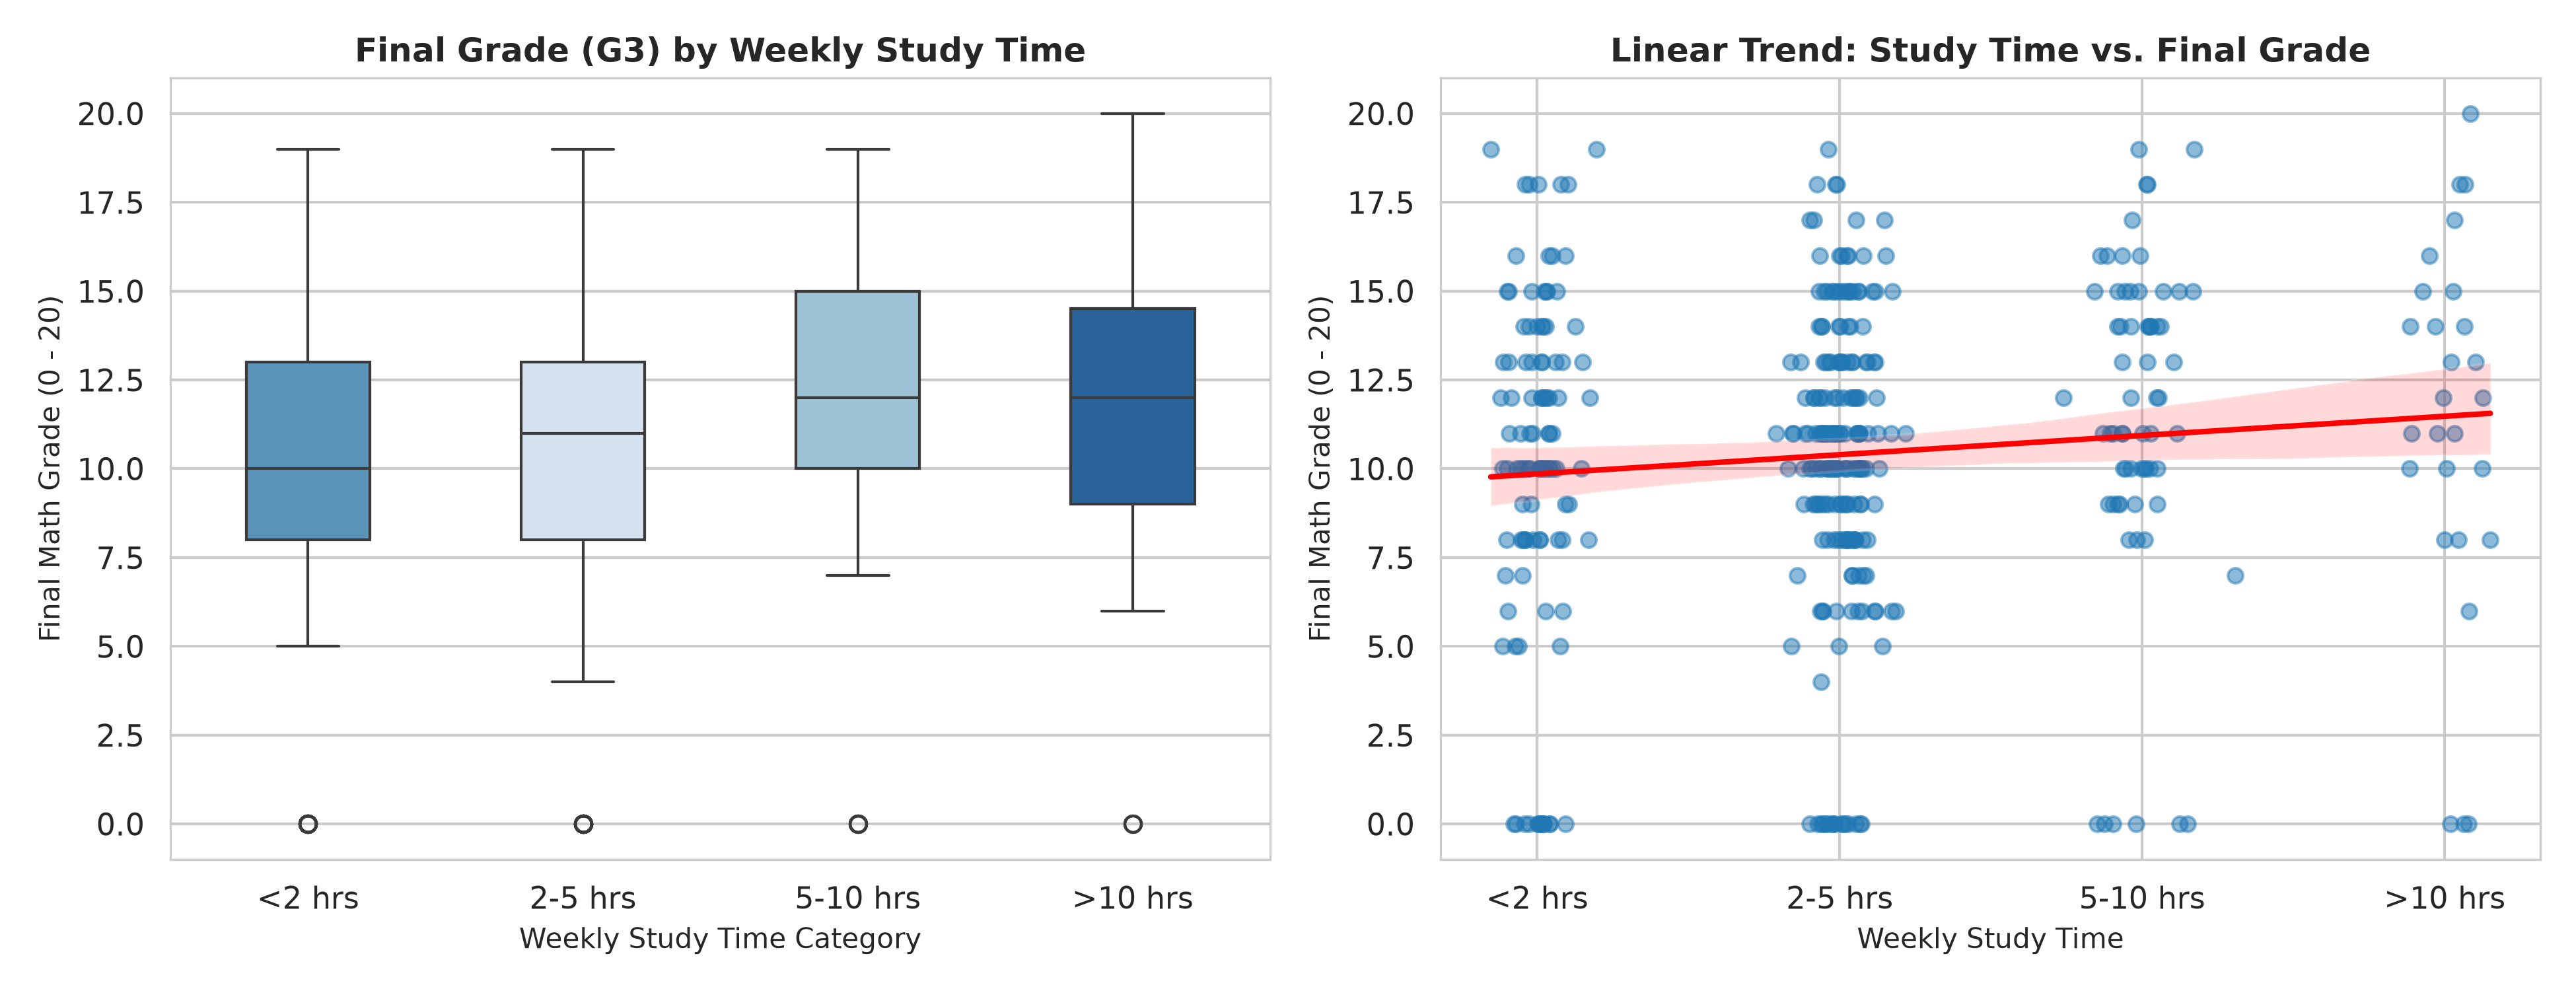 Final Grade (G3) by Weekly Study Time
Final Math Grade (0 - 20)
20.0
17.5
15.0
12.5
10.0
7.5
5.0
2.5
0.0
<2 hrs
2-5 hrs
5-10 hrs
>10 hrs
Weekly Study Time Category
Linear Trend: Study Time vs. Final Grade
Final Math Grade (0 - 20)
20.0
17.5
15.0
12.5
10.0
7.5
5.0
2.5
0.0
<2 hrs
2-5 hrs
5-10 hrs
>10 hrs
Weekly Study Time